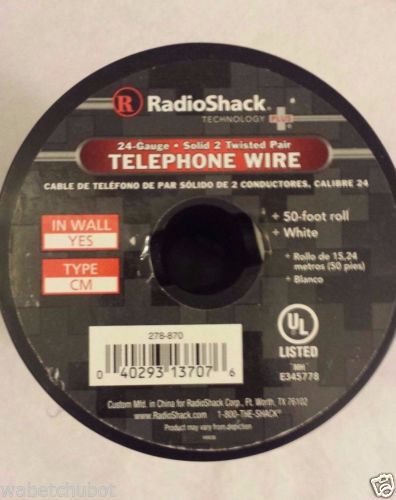 R RadioShack
TECHNOLOGY PLUS
24-Gauge • Solid 2 Twisted Pair
TELEPHONE WIRE
CABLE DE TELÉFONO DE PAR SÓLIDO DE 2 CONDUCTORES, CALIBRE 24
IN WALL
YES
TYPE
CM
+ 50-foot roll
+ White
+ Rollo de 15,24
metros (50 pies)
+ Blanco
UL
LISTED
MH
E345778
278-870
0 40293 13707 6
Custom Mfd. in China for RadioShack Corp., Ft. Worth, TX 76102
www.RadioShack.com 1-800-THE-SHACK®
Product may vary from depiction
© wabetchubot